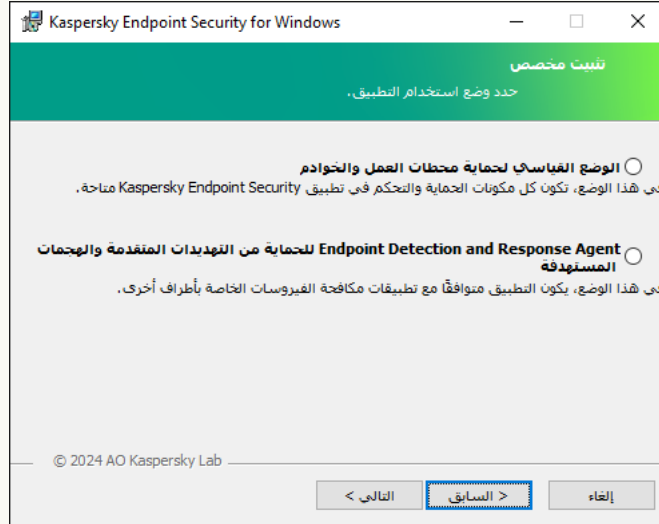 Kaspersky Endpoint Security for Windows
تثبيت مخصص
حدد وضع استخدام التطبيق.
الوضع القياسي لحماية محطات العمل والخوادم
في هذا الوضع، تكون كل مكونات الحماية والتحكم في تطبيق Kaspersky Endpoint Security متاحة.
Endpoint Detection and Response Agent للحماية من التهديدات المتقدمة والهجمات
المستهدفة
في هذا الوضع، يكون التطبيق متوافقًا مع تطبيقات مكافحة الفيروسات الخاصة بأطراف أخرى.
© 2024 AO Kaspersky Lab
إلغاء
< السابق
التالي >